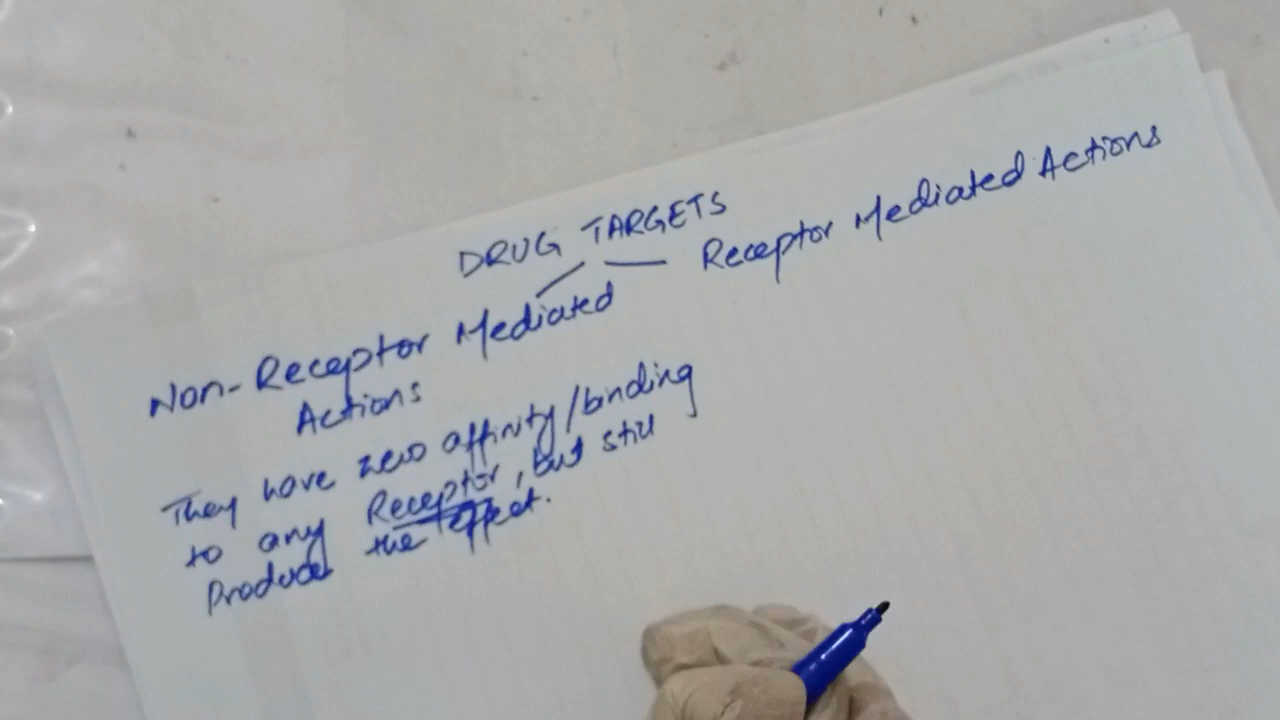 DRUG TARGETS
Receptor Mediated Actions
Non-Receptor Mediated
Actions
They have zero affinity/binding
to any Receptor, but still
Produces the effect.